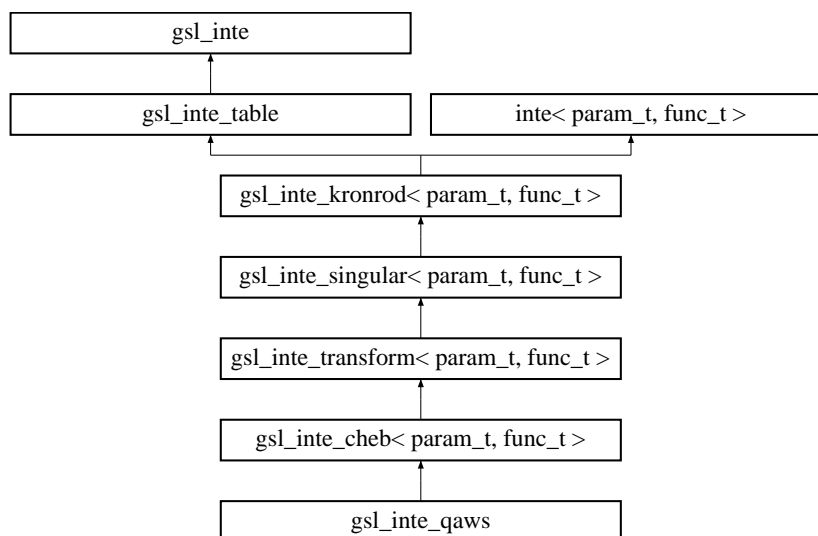 gsl_inte
gsl_inte_table
inte< param_t, func_t >
gsl_inte_kronrod< param_t, func_t >
gsl_inte_singular< param_t, func_t >
gsl_inte_transform< param_t, func_t >
gsl_inte_cheb< param_t, func_t >
gsl_inte_qaws